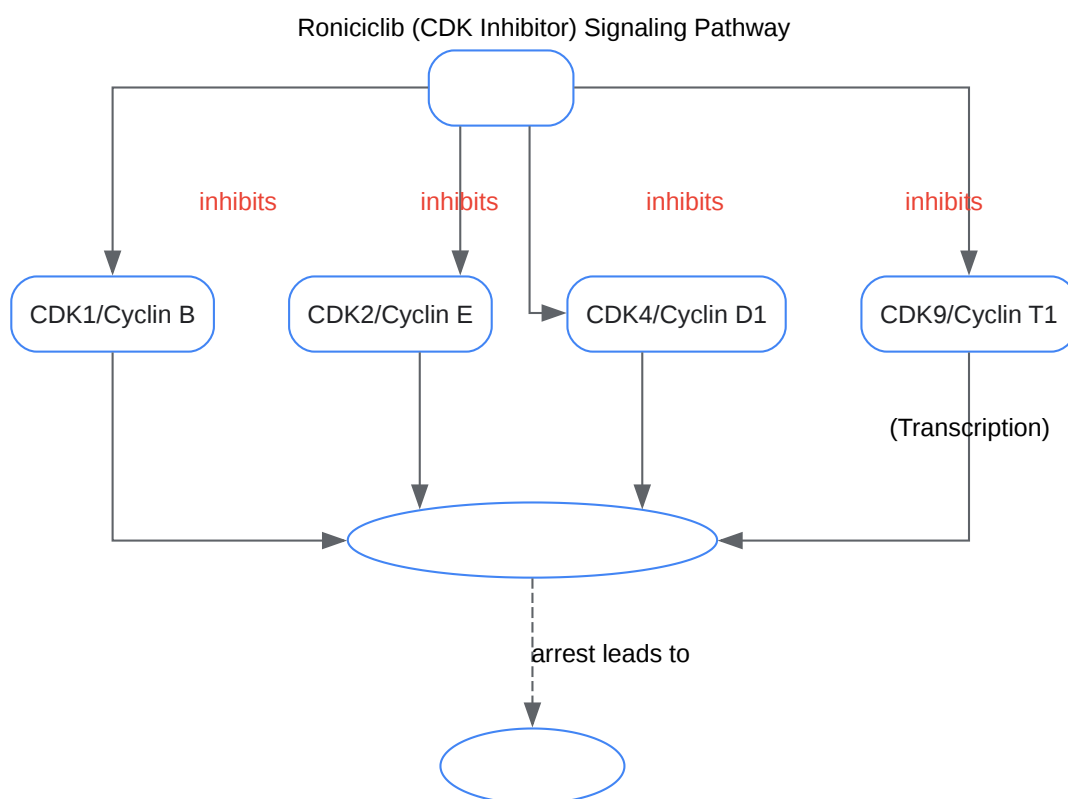 Roniciclib (CDK Inhibitor) Signaling Pathway
inhibits
inhibits
inhibits
inhibits
CDK1/Cyclin B
CDK2/Cyclin E
CDK4/Cyclin D1
CDK9/Cyclin T1
(Transcription)
arrest leads to